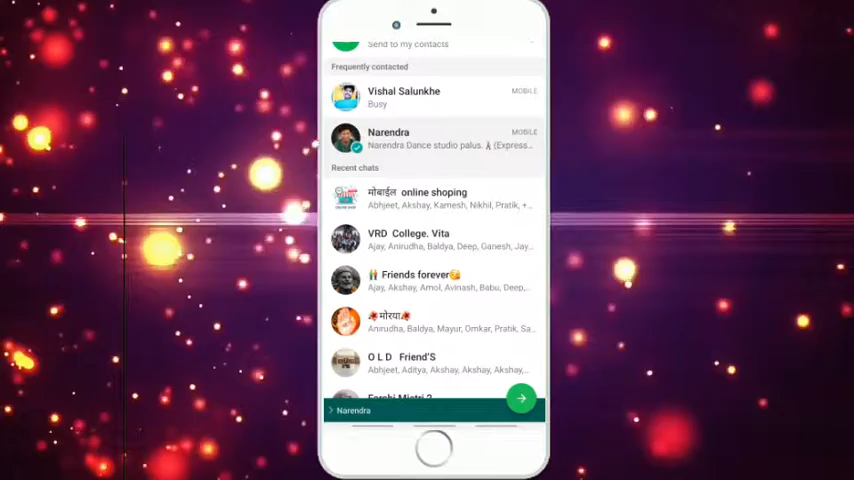 Send to my contacts
Frequently contacted
Vishal Salunkhe MOBILE
Busy
Narendra MOBILE
Narendra Dance studio palus. (Express...
Recent chats
मोबाईल online shoping
Abhjeet, Akshay, Kamesh, Nikhil, Pratik, +...
VRD College. Vita
Ajay, Anirudha, Baldya, Deep, Ganesh, Jay...
Friends forever
Ajay, Akshay, Amol, Avinash, Babu, Deep,...
मोरया
Anirudha, Baldya, Mayur, Omkar, Pratik, Sa...
O L D Friend'S
Abhjeet, Aditya, Akshay, Akshay, Akshay,...
Narendra